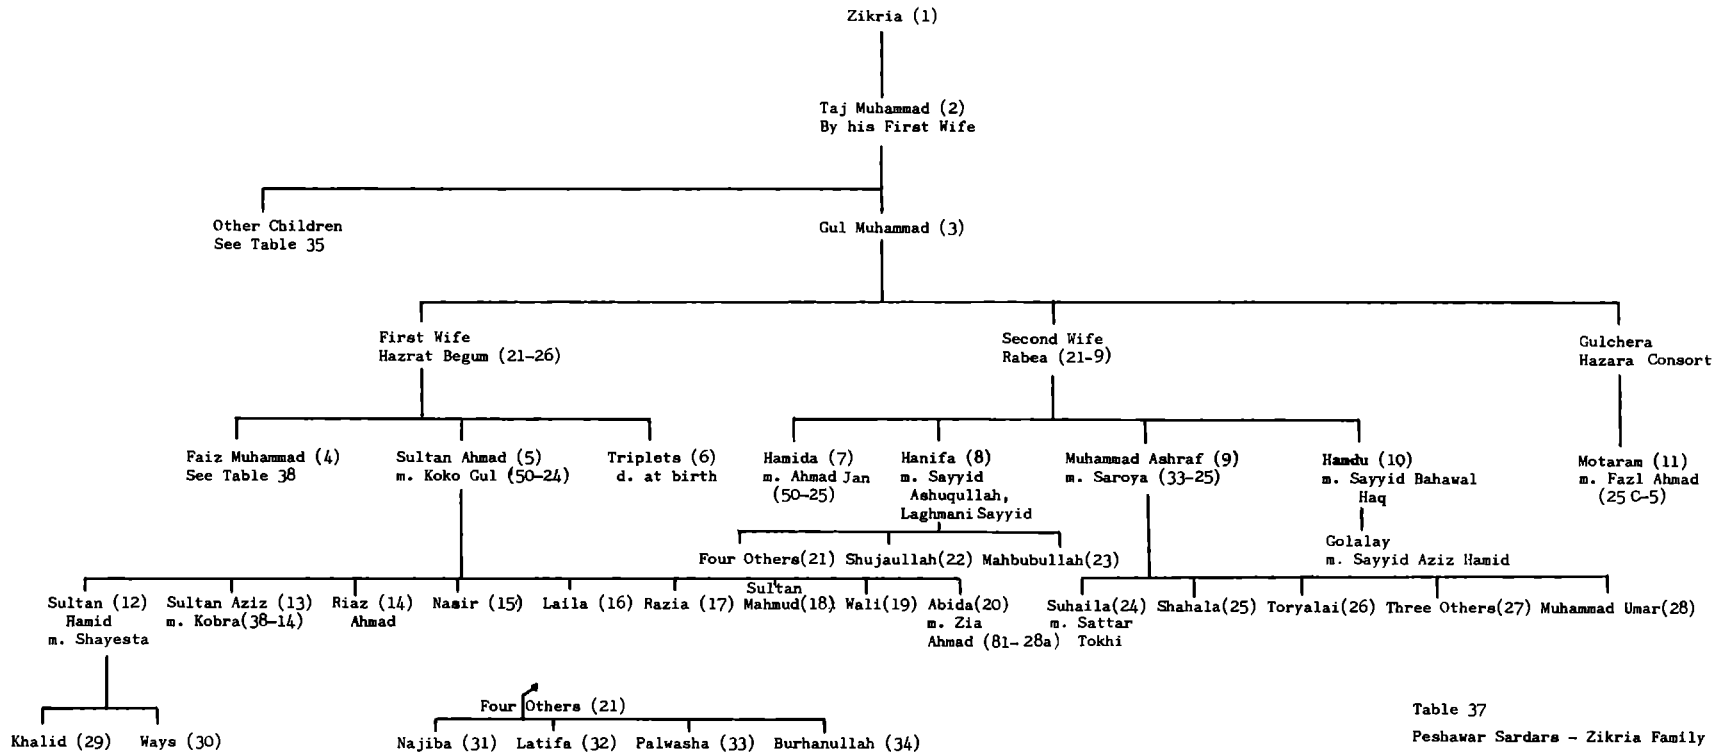 Zikria (1)
Taj Muhammad (2)
By his First Wife
Other Children
See Table 35
Gul Muhammad (3)
First Wife
Hazrat Begum (21-26)
Second Wife
Rabea (21-9)
Gulchera
Hazara Consort
Faiz Muhammad (4)
See Table 38
Sultan Ahmad (5)
m. Koko Gul (50-24)
Triplets (6)
d. at birth
Hamida (7)
m. Ahmad Jan
(50-25)
Hanifa (8)
m. Sayyid
Ashuqullah,
Laghmani Sayyid
Muhammad Ashraf (9)
m. Saroya (33-25)
Hamdu (10)
m. Sayyid Bahawal
Haq
Motaram (11)
m. Fazl Ahmad
(25 C-5)
Golalay
m. Sayyid Aziz Hamid
Four Others(21) Shujaullah(22) Mahbubullah(23)
Sultan (12)
Hamid
m. Shayesta
Sultan Aziz (13)
m. Kobra(38-14)
Riaz (14)
Ahmad
Nasir (15)
Laila (16)
Razia (17)
Sultan
Mahmud(18)
Wali(19)
Abida(20)
m. Zia
Ahmad (81-28a)
Suhaila(24)
m. Sattar
Tokhi
Shahala(25)
Toryalai(26)
Three Others(27)
Muhammad Umar(28)
Khalid (29)
Ways (30)
Four Others (21)
Najiba (31)
Latifa (32)
Palwasha (33)
Burhanullah (34)
Table 37
Peshawar Sardars - Zikria Family